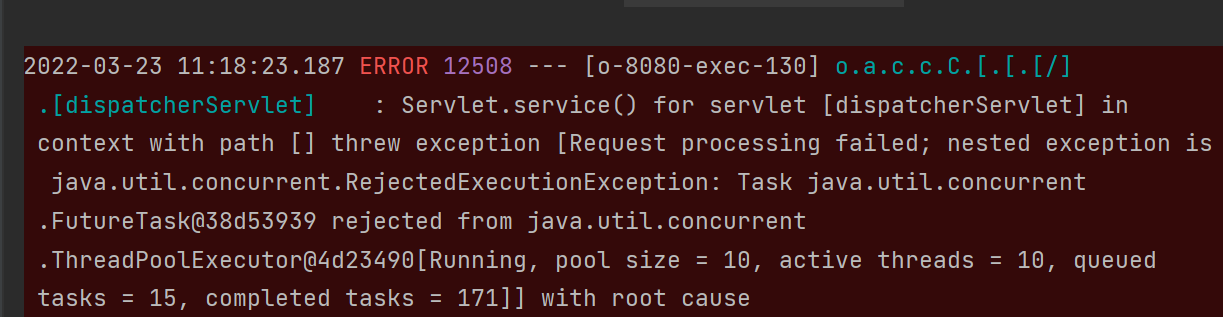 2022-03-23 11:18:23.187 ERROR 12508 --- [o-8080-exec-130] o.a.c.c.C.[.[.[/]
.[dispatcherServlet]    : Servlet.service() for servlet [dispatcherServlet] in
context with path [] threw exception [Request processing failed; nested exception is
java.util.concurrent.RejectedExecutionException: Task java.util.concurrent
.FutureTask@38d53939 rejected from java.util.concurrent
.ThreadPoolExecutor@4d23490[Running, pool size = 10, active threads = 10, queued
tasks = 15, completed tasks = 171]] with root cause